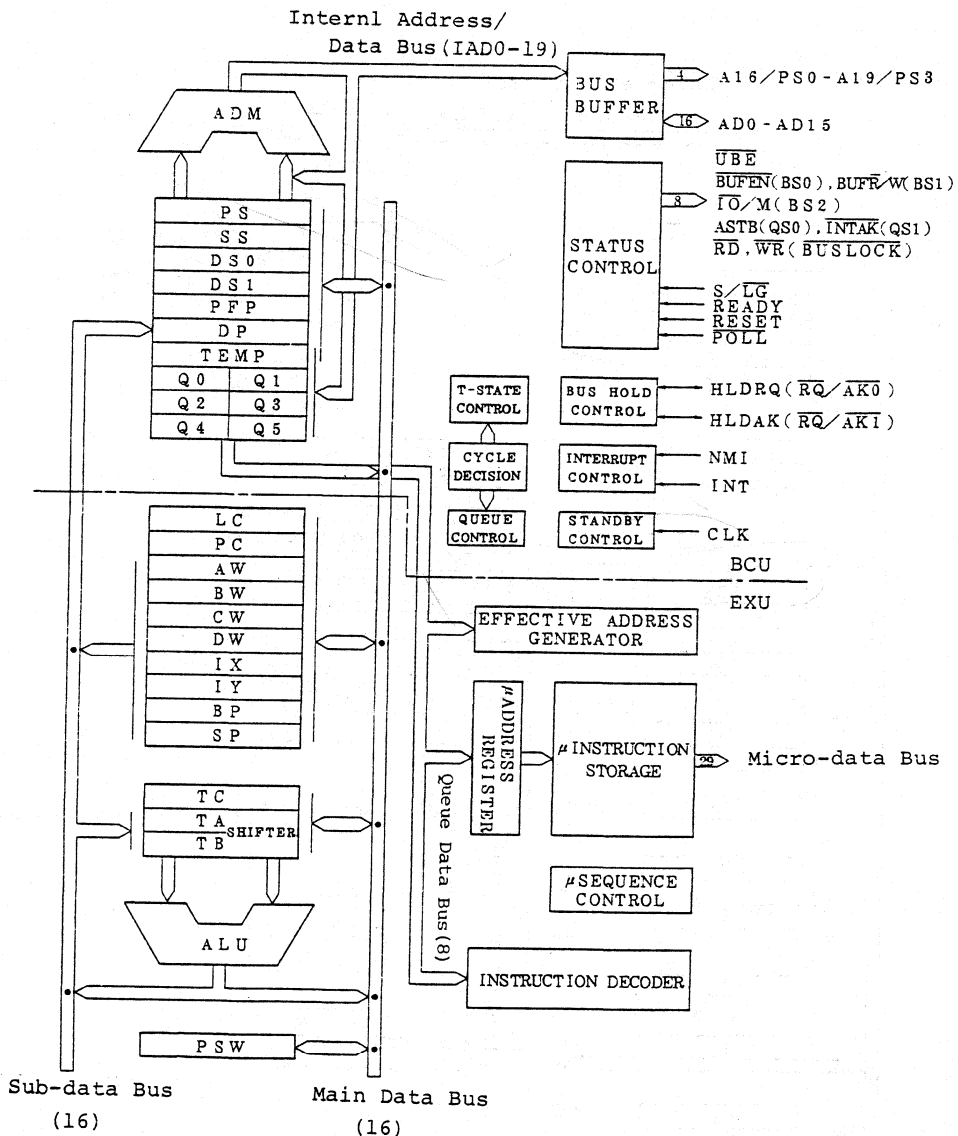 Internl Address/
Data Bus(IAD0-19)
ADM
BUS
BUFFER
4
A16/PS0-A19/PS3
16
AD0-AD15
UBE
BUFEN(BS0),BUFR/W(BS1)
8
IO/M(BS2)
ASTB(QS0),INTAK(QS1)
RD,WR(BUSLOCK)
STATUS
CONTROL
S/LG
READY
RESET
POLL
PS
SS
DS0
DS1
PFP
DP
TEMP
Q0 Q1
Q2 Q3
Q4 Q5
T-STATE
CONTROL
BUS HOLD
CONTROL
HLDRQ(RQ/AK0)
HLDAK(RQ/AK1)
CYCLE
DECISION
INTERRUPT
CONTROL
NMI
INT
QUEUE
CONTROL
STANDBY
CONTROL
CLK
BCU
EXU
LC
PC
AW
BW
CW
DW
IX
IY
BP
SP
EFFECTIVE ADDRESS
GENERATOR
μADDRESS
REGISTER
μINSTRUCTION
STORAGE
29
Micro-data Bus
Queue Data Bus(8)
TC
TA
TB
SHIFTER
μSEQUENCE
CONTROL
ALU
INSTRUCTION DECODER
PSW
Sub-data Bus
(16)
Main Data Bus
(16)